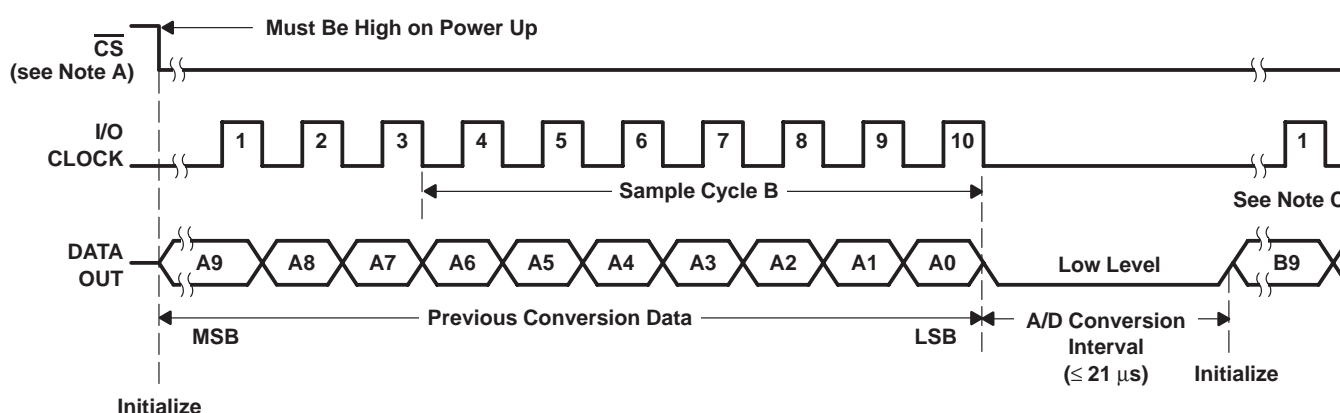 Must Be High on Power Up
CS
(see Note A)
I/O
CLOCK
1 2 3 4 5 6 7 8 9 10 1
Sample Cycle B
See Note C
DATA
OUT
A9 A8 A7 A6 A5 A4 A3 A2 A1 A0 Low Level B9
Previous Conversion Data
MSB LSB
A/D Conversion
Interval
(≤ 21 μs)
Initialize
Initialize